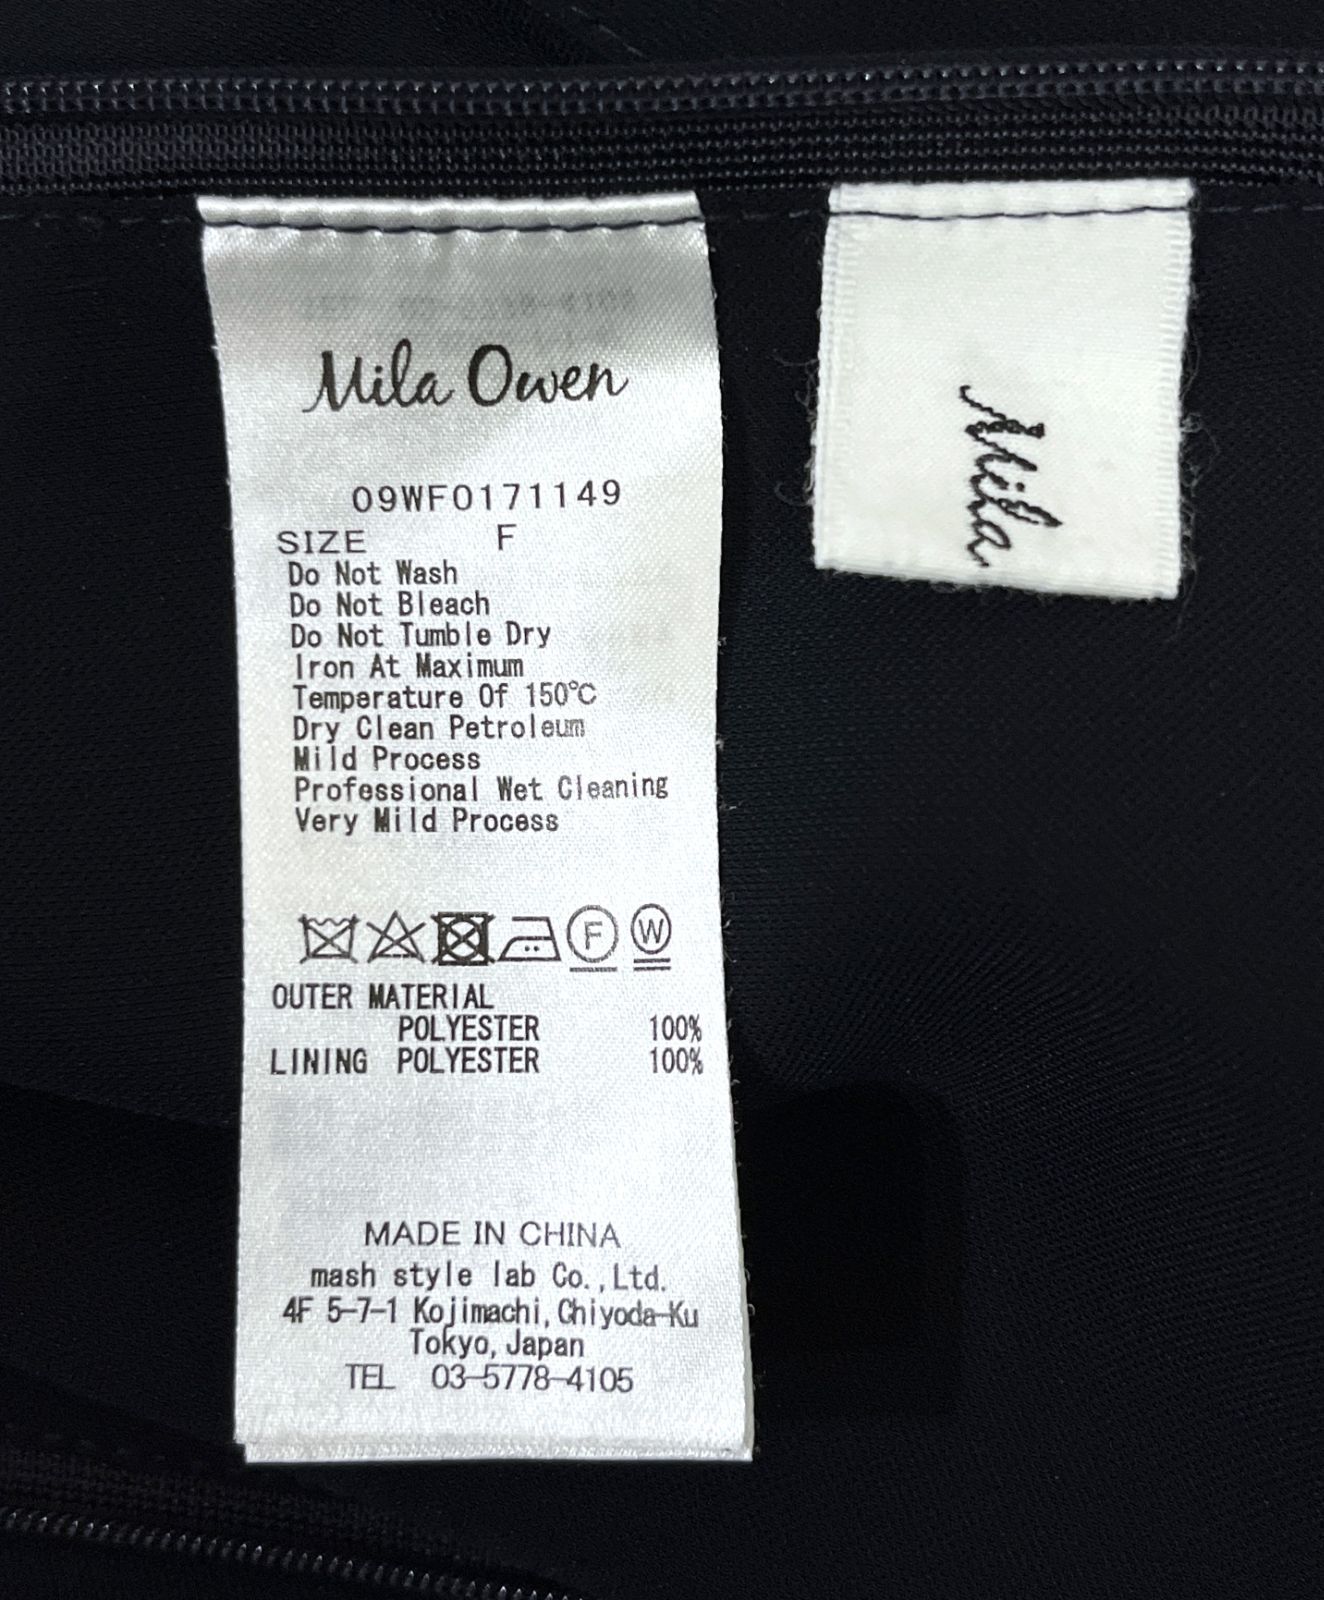 Mila Owen
09WF0171149
SIZE F
Do Not Wash
Do Not Bleach
Do Not Tumble Dry
Iron At Maximum
Temperature Of 150℃
Dry Clean Petroleum
Mild Process
Professional Wet Cleaning
Very Mild Process
F W
OUTER MATERIAL
POLYESTER 100%
LINING POLYESTER 100%
MADE IN CHINA
mash style lab Co.,Ltd.
4F 5-7-1 Kojimachi,Chiyoda-Ku
Tokyo,Japan
TEL 03-5778-4105
Mila